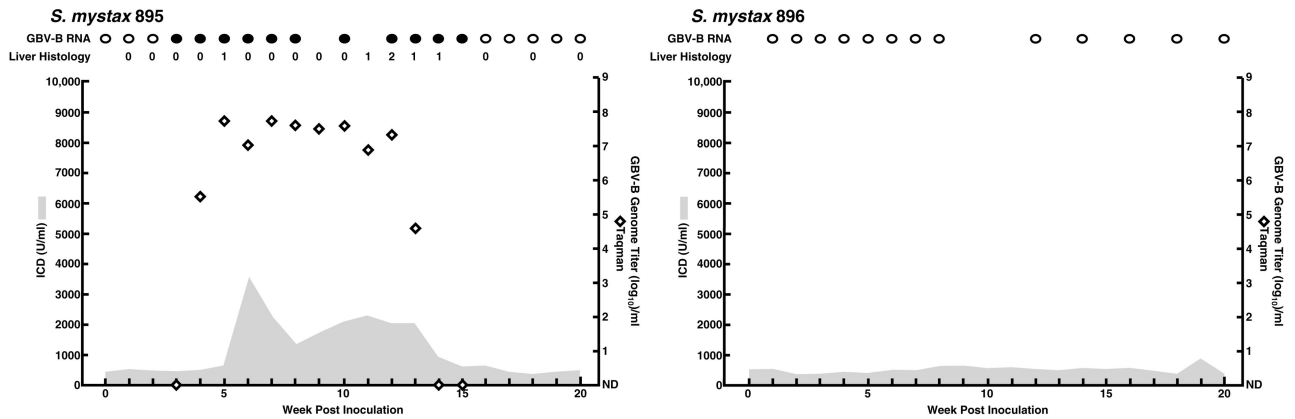 S. mystax 895
GBV-B RNA
Liver Histology 0 0 0 0 1 0 0 0 0 0 1 2 1 1 0 0 0
10,000
9000
8000
7000
6000
5000
4000
3000
2000
1000
0
ICD (U/ml)
9
8
7
6
5
4
3
2
1
ND
GBV-B Genome Titer (log10)/ml
Taqman
0 5 10 15 20
Week Post Inoculation
S. mystax 896
GBV-B RNA
Liver Histology
10,000
9000
8000
7000
6000
5000
4000
3000
2000
1000
0
ICD (U/ml)
9
8
7
6
5
4
3
2
1
ND
GBV-B Genome Titer (log10)/ml
Taqman
0 5 10 15 20
Week Post Inoculation